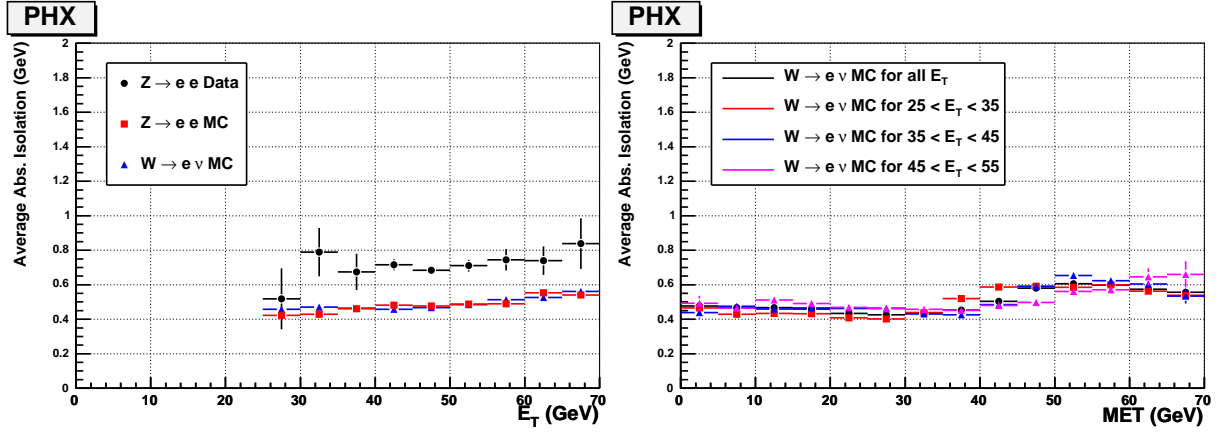 PHX
Average Abs. Isolation (GeV)
2
1.8
1.6
1.4
1.2
1
0.8
0.6
0.4
0.2
0
Z → e e Data
Z → e e MC
W → e ν MC
0 10 20 30 40 50 60 70
E_T (GeV)
PHX
Average Abs. Isolation (GeV)
2
1.8
1.6
1.4
1.2
1
0.8
0.6
0.4
0.2
0
W → e ν MC for all E_T
W → e ν MC for 25 < E_T < 35
W → e ν MC for 35 < E_T < 45
W → e ν MC for 45 < E_T < 55
0 10 20 30 40 50 60 70
MET (GeV)